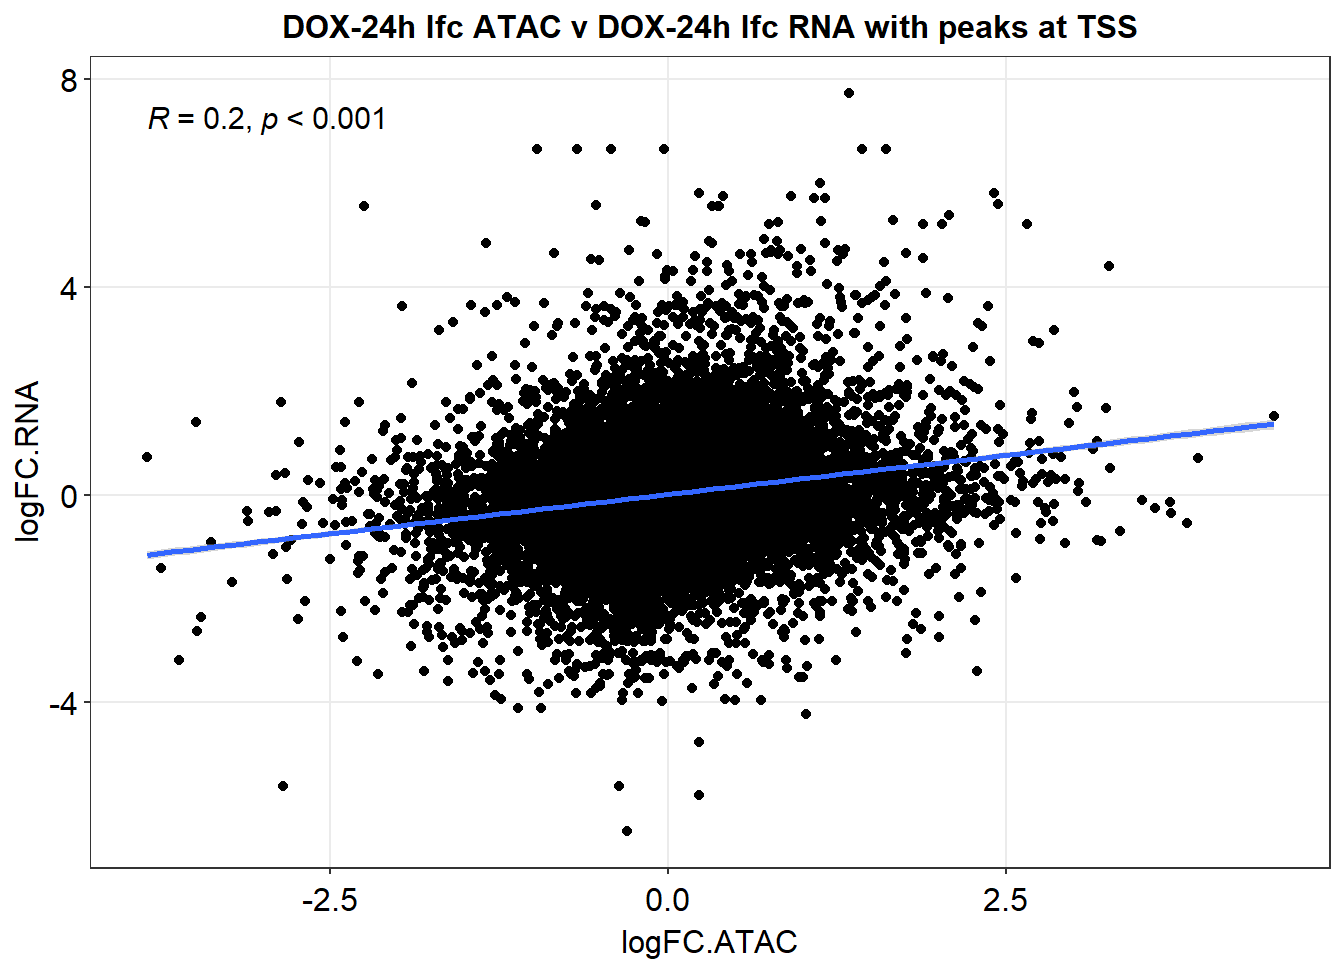 DOX-24h lfc ATAC v DOX-24h lfc RNA with peaks at TSS
R = 0.2, p < 0.001
8
4
0
-4
logFC.RNA
-2.5
0.0
2.5
logFC.ATAC